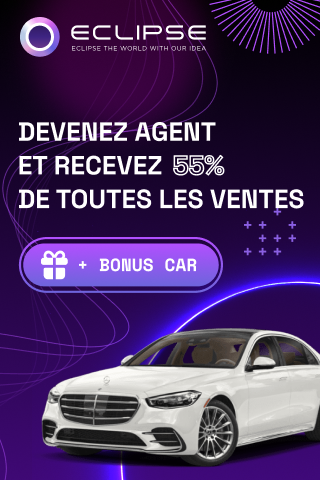 ECLIPSE
ECLIPSE THE WORLD WITH OUR IDEA
DEVENEZ AGENT
ET RECEVEZ 55%
DE TOUTES LES VENTES
+ BONUS CAR